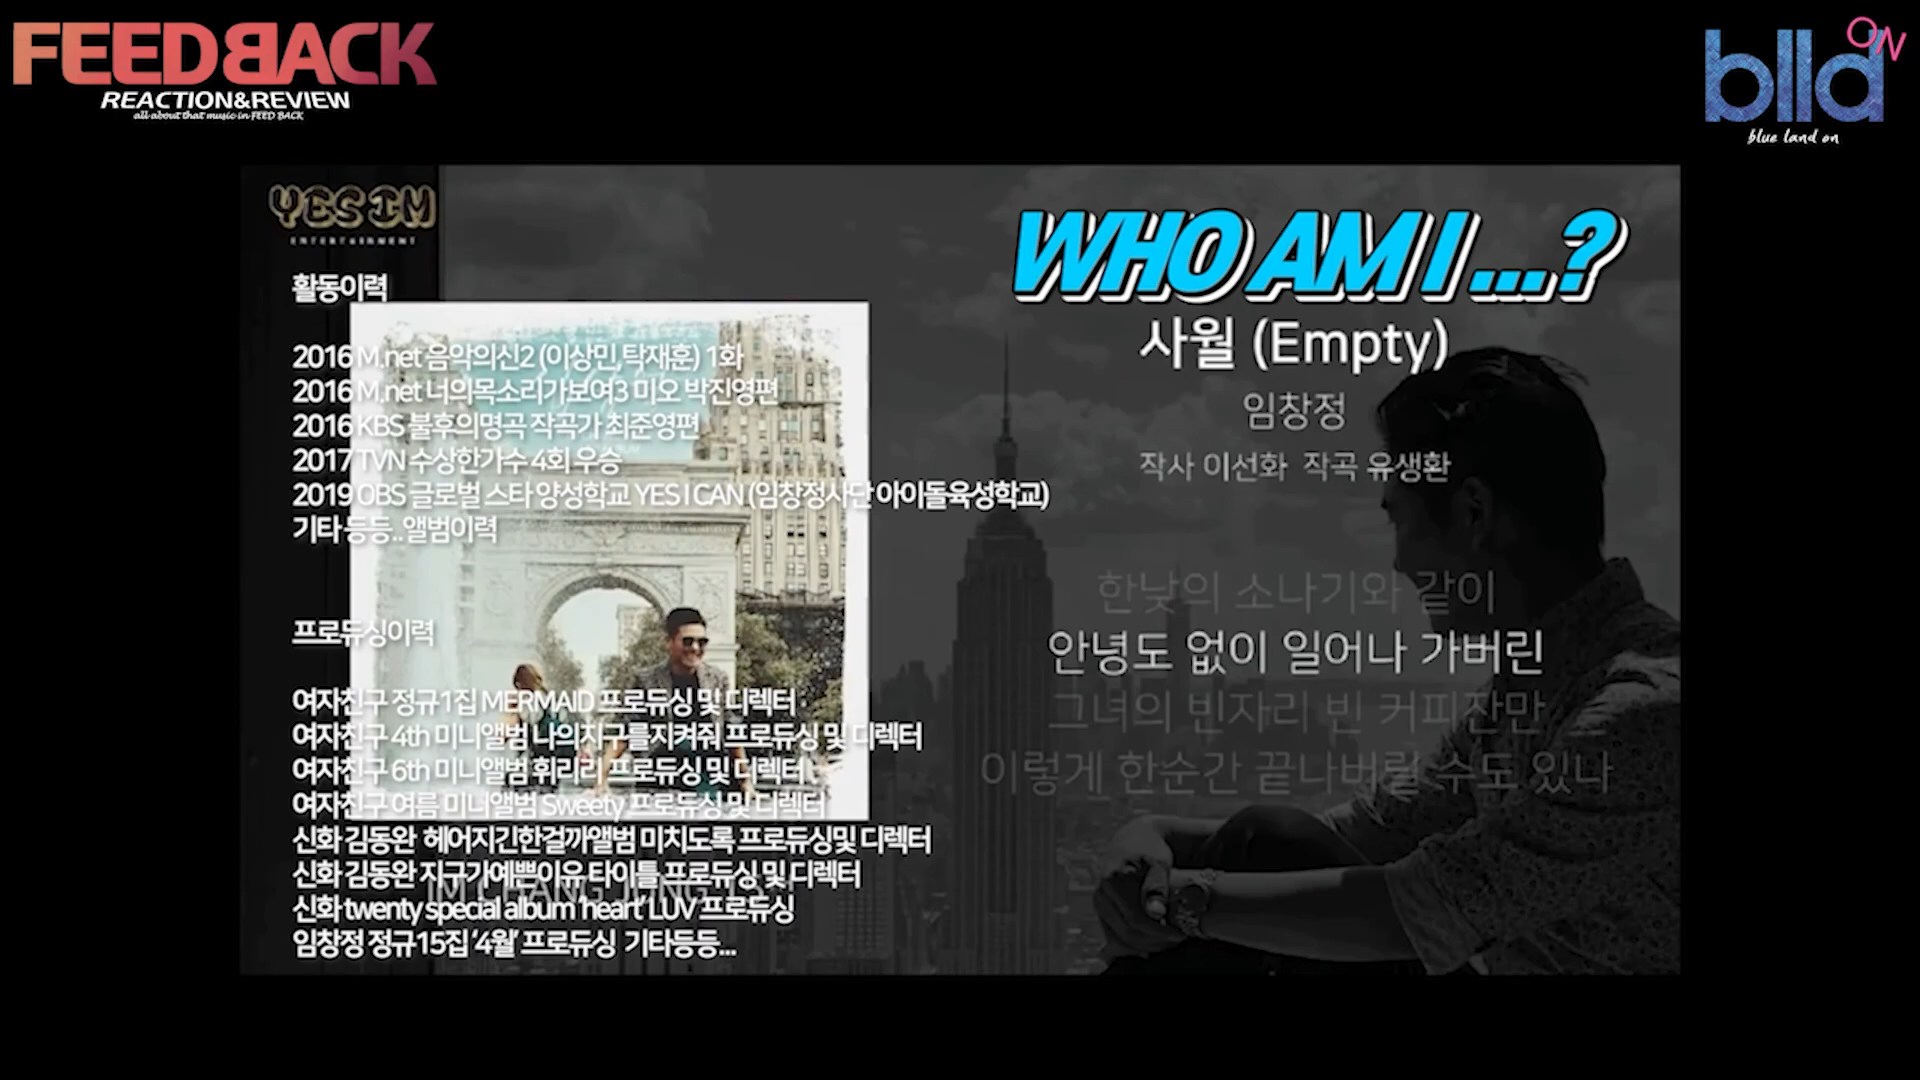 FEEDBACK
REACTION&REVIEW
all about that music in FEED BACK
blld ON
blue land on
YES IM
ENTERTAINMENT
WHO AM I ...?
사월 (Empty)
임창정
작사 이선화 작곡 유생환
활동이력
2016 M.net 음악의신2 (이상민,탁재훈) 1화
2016 M.net 너의목소리가보여3 미오 박진영편
2016 KBS 불후의명곡 작곡가 최준영편
2017 TVN 수상한가수 4회 우승
2019 OBS 글로벌 스타 양성학교 YES I CAN (임창정사단 아이돌육성학교)
기타 등등.. 앨범이력
한낮의 소나기와 같이
안녕도 없이 일어나 가버린
그녀의 빈자리 빈 커피잔만
이렇게 한순간 끝나버릴 수도 있나
프로듀싱이력
여자친구 정규1집 MERMAID 프로듀싱 및 디렉터
여자친구 4th 미니앨범 나의지구를지켜줘 프로듀싱 및 디렉터
여자친구 6th 미니앨범 휘리리 프로듀싱 및 디렉터
여자친구 여름 미니앨범 Sweety 프로듀싱 및 디렉터
신화 김동완 헤어지긴한걸까앨범 미치도록 프로듀싱및 디렉터
신화 김동완 지구가예쁜이유 타이틀 프로듀싱 및 디렉터
신화 twenty special album 'heart' LUV 프로듀싱
임창정 정규15집 '4월' 프로듀싱 기타등등...
IM CHANG JUNG